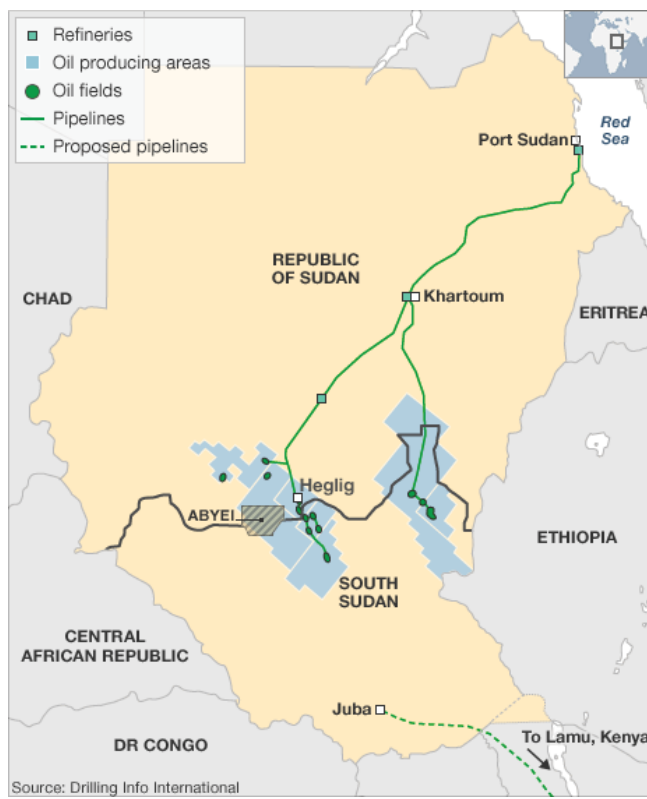 Refineries
Oil producing areas
Oil fields
Pipelines
Proposed pipelines
Red
Sea
Port Sudan
REPUBLIC
OF SUDAN
Khartoum
CHAD
ERITREA
Heglig
ABYEI
ETHIOPIA
SOUTH
SUDAN
CENTRAL
AFRICAN REPUBLIC
Juba
To Lamu, Kenya
DR CONGO
Source: Drilling Info International